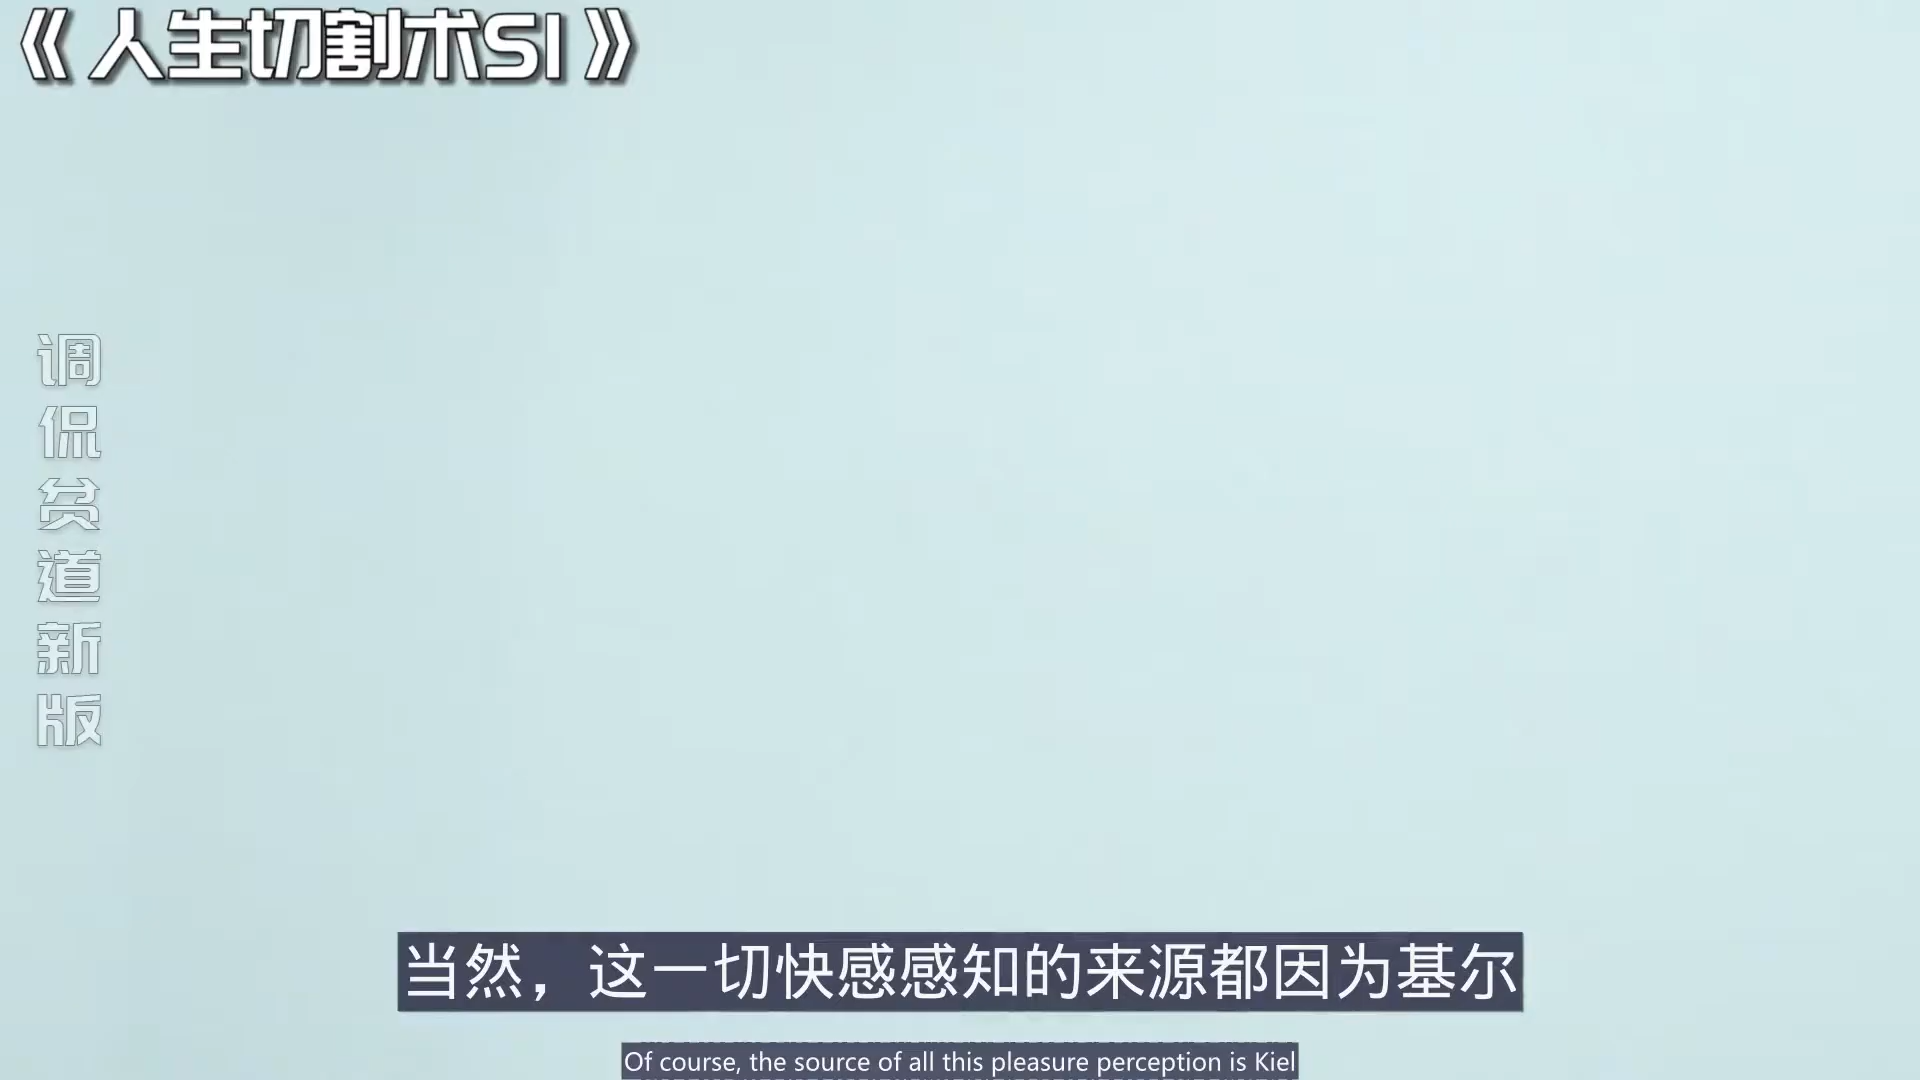 《人生切割术S1》
调侃贫道新版
当然，这一切快感感知的来源都因为基尔
Of course, the source of all this pleasure perception is Kiel